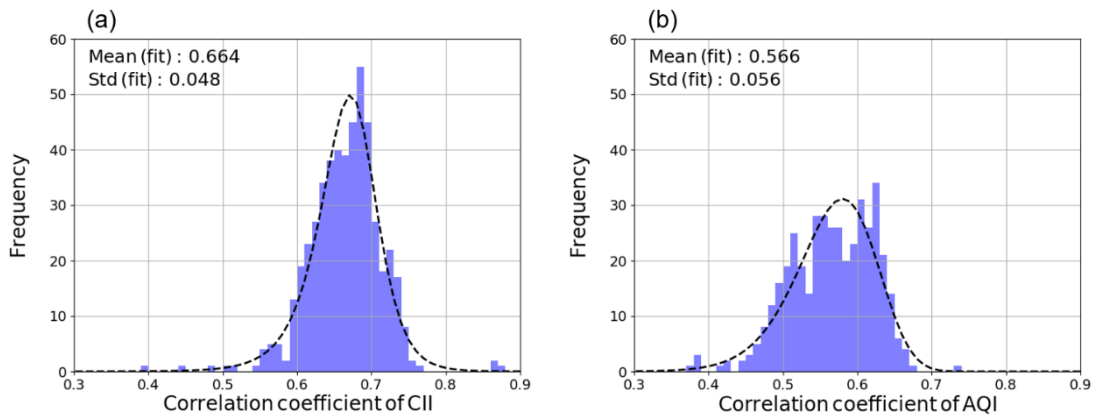 (a)
Mean (fit) : 0.664
Std (fit) : 0.048
Frequency
60
50
40
30
20
10
0
0.3 0.4 0.5 0.6 0.7 0.8 0.9
Correlation coefficient of CII
(b)
Mean (fit) : 0.566
Std (fit) : 0.056
Frequency
60
50
40
30
20
10
0
0.3 0.4 0.5 0.6 0.7 0.8 0.9
Correlation coefficient of AQI